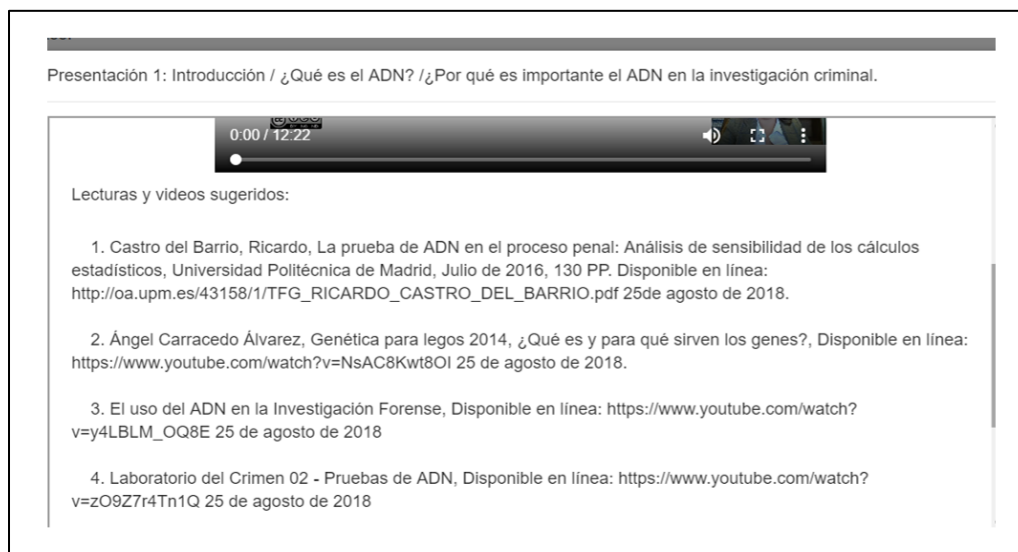 Presentación 1: Introducción / ¿Qué es el ADN? /¿Por qué es importante el ADN en la investigación criminal.
0:00 / 12:22
Lecturas y videos sugeridos:
1. Castro del Barrio, Ricardo, La prueba de ADN en el proceso penal: Análisis de sensibilidad de los cálculos
estadísticos, Universidad Politécnica de Madrid, Julio de 2016, 130 PP. Disponible en línea:
http://oa.upm.es/43158/1/TFG_RICARDO_CASTRO_DEL_BARRIO.pdf 25de agosto de 2018.
2. Ángel Carracedo Álvarez, Genética para legos 2014, ¿Qué es y para qué sirven los genes?, Disponible en línea:
https://www.youtube.com/watch?v=NsAC8Kwt8OI 25 de agosto de 2018.
3. El uso del ADN en la Investigación Forense, Disponible en línea: https://www.youtube.com/watch?
v=y4LBLM_OQ8E 25 de agosto de 2018
4. Laboratorio del Crimen 02 - Pruebas de ADN, Disponible en línea: https://www.youtube.com/watch?
v=zO9Z7r4Tn1Q 25 de agosto de 2018